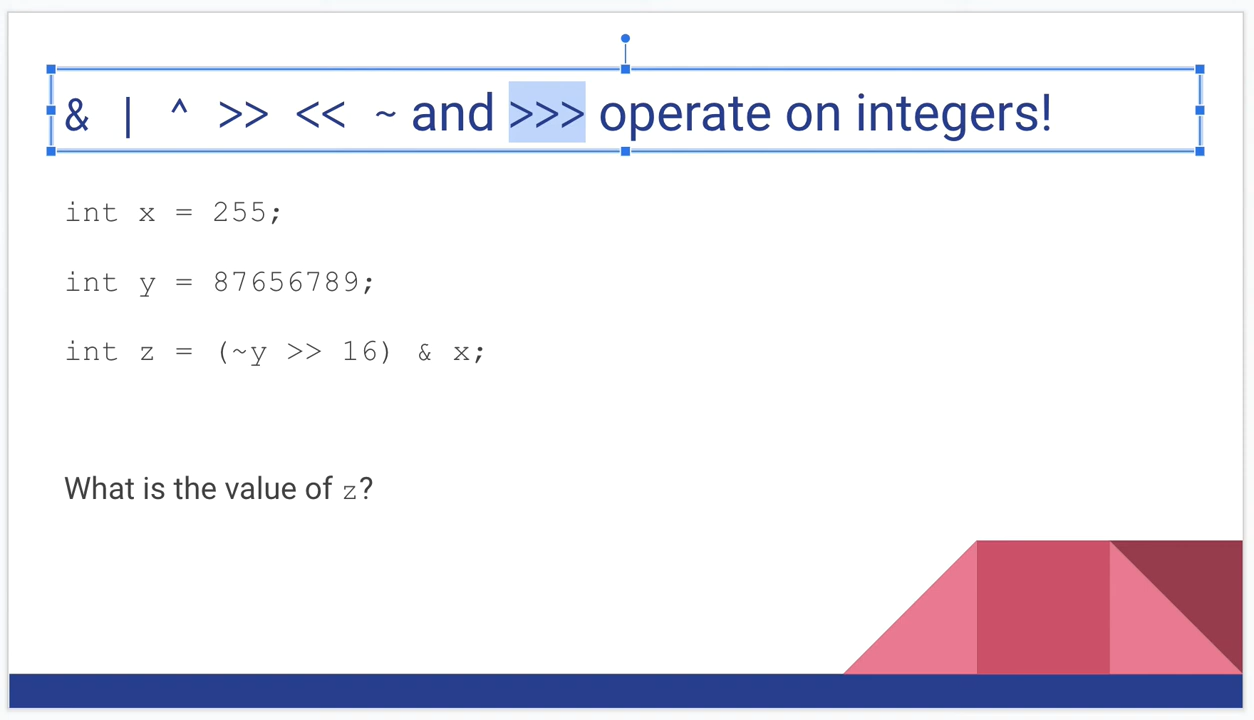 & | ^ >> << ~ and >>> operate on integers!
int x = 255;
int y = 87656789;
int z = (~y >> 16) & x;
What is the value of z?